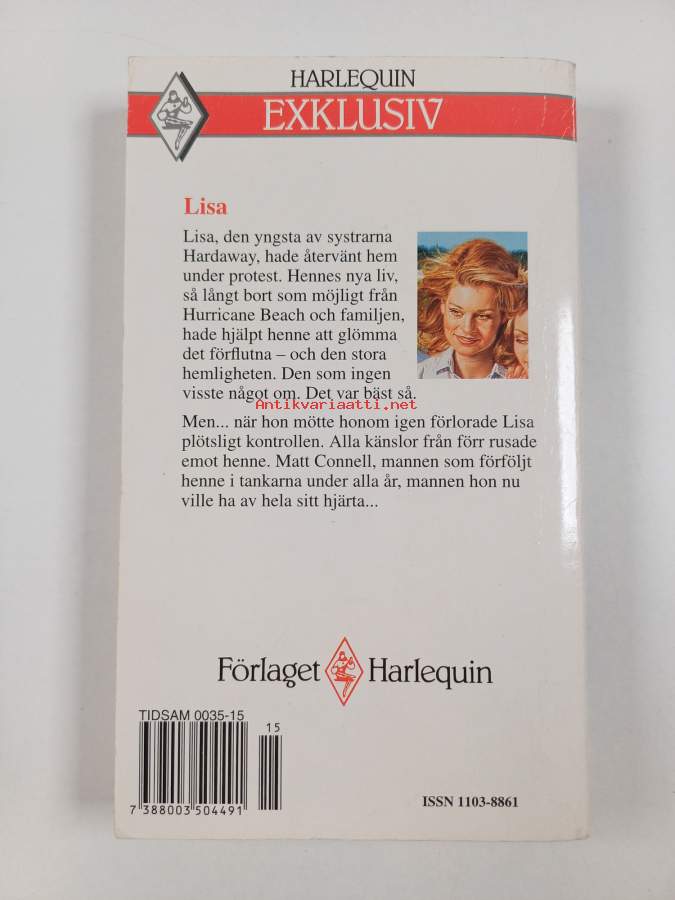 HARLEQUIN
EXKLUSIV
Lisa
Lisa, den yngsta av systrarna
Hardaway, hade återvänt hem
under protest. Hennes nya liv,
så långt bort som möjligt från
Hurricane Beach och familjen,
hade hjälpt henne att glömma
det förflutna – och den stora
hemligheten. Den som ingen
visste något om. Det var bäst så.
Antikvariaatti.net
Men... när hon mötte honom igen förlorade Lisa
plötsligt kontrollen. Alla känslor från förr rusade
emot henne. Matt Connell, mannen som förföljt
henne i tankarna under alla år, mannen hon nu
ville ha av hela sitt hjärta...
Förlaget Harlequin
TIDSAM 0035-15
15
7 388003 504491
ISSN 1103-8861